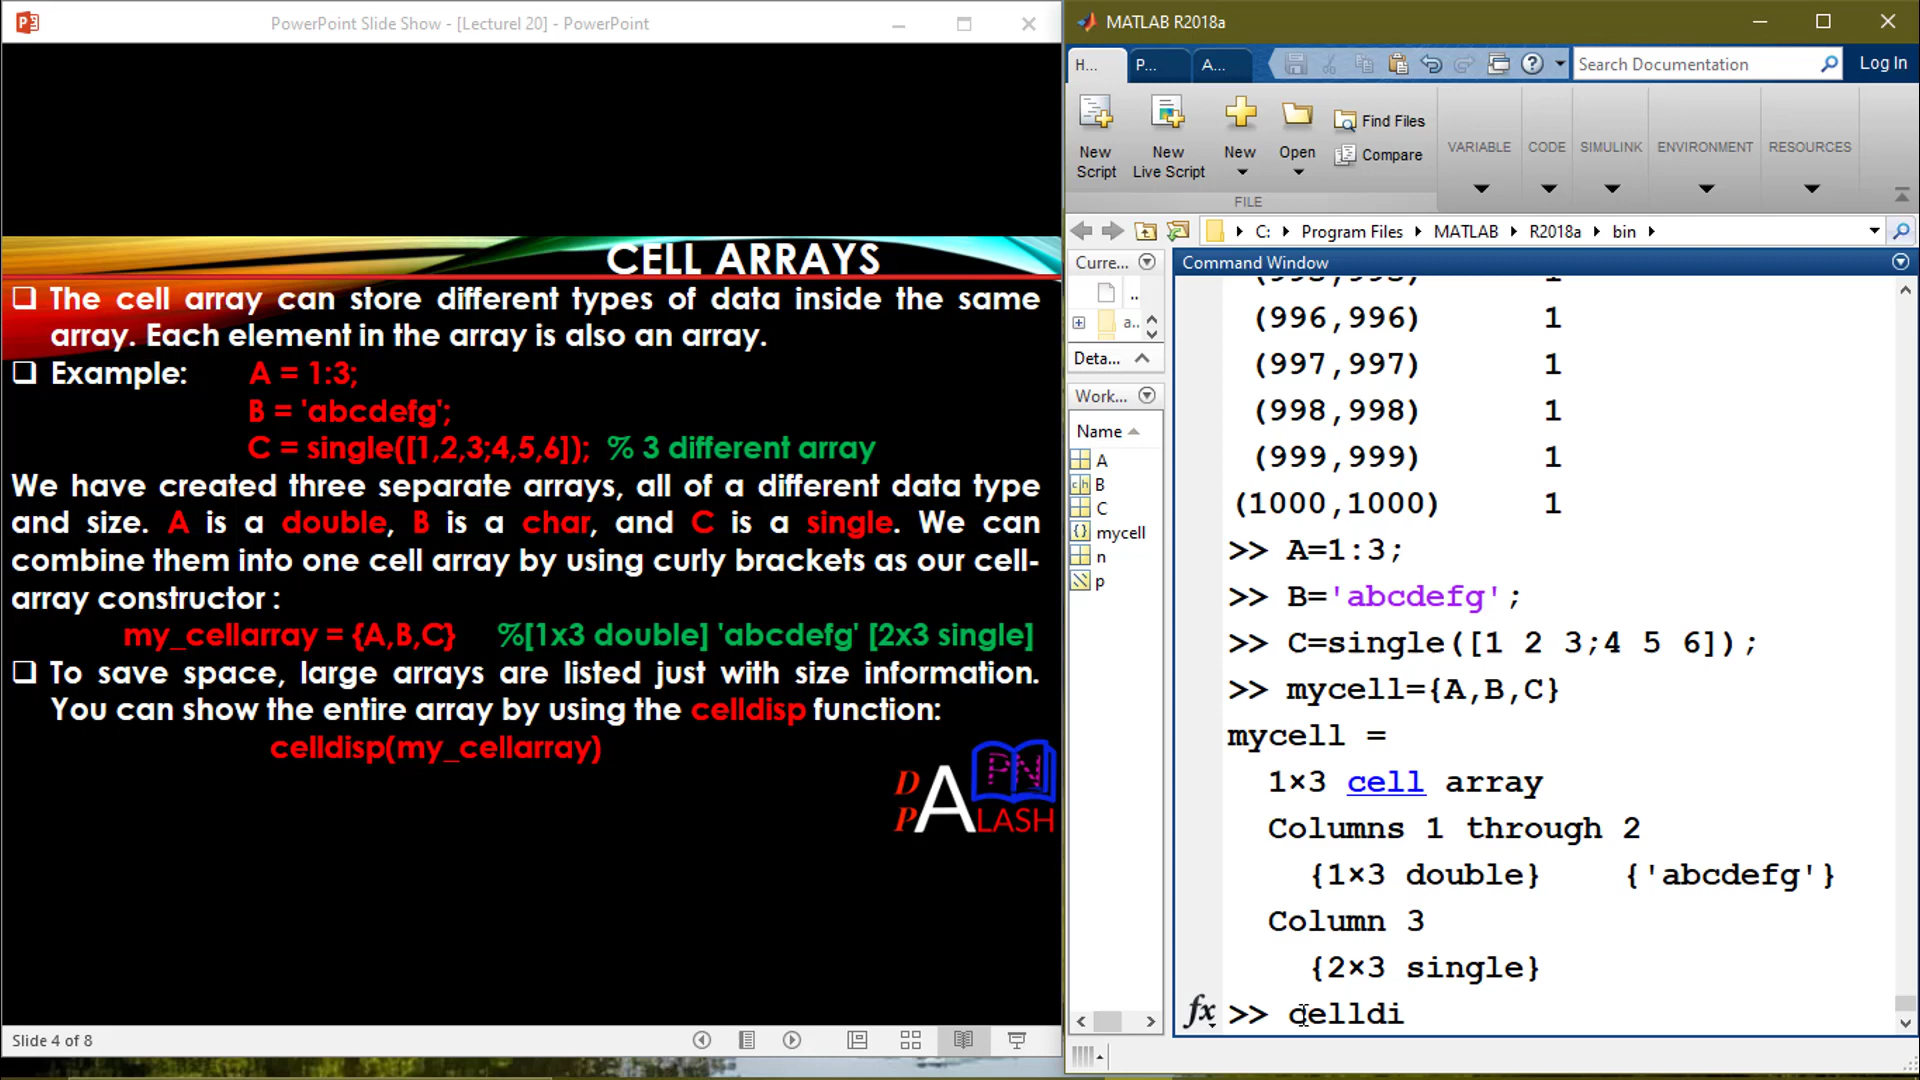 PowerPoint Slide Show - [Lecturel 20] - PowerPoint
CELL ARRAYS
The cell array can store different types of data inside the same
array. Each element in the array is also an array.
Example: A = 1:3;
B = 'abcdefg';
C = single([1,2,3;4,5,6]); % 3 different array
We have created three separate arrays, all of a different data type
and size. A is a double, B is a char, and C is a single. We can
combine them into one cell array by using curly brackets as our cell-
array constructor :
my_cellarray = {A,B,C} %[1x3 double] 'abcdefg' [2x3 single]
To save space, large arrays are listed just with size information.
You can show the entire array by using the celldisp function:
celldisp(my_cellarray)
D
P
A
PN
LASH
Slide 4 of 8
MATLAB R2018a
H... P... A...
Search Documentation
Log In
New
Script
New
Live Script
New
Open
Find Files
Compare
FILE
VARIABLE
CODE
SIMULINK
ENVIRONMENT
RESOURCES
C: Program Files MATLAB R2018a bin
Curre...
..
a..
Deta...
Work...
Name
A
B
C
mycell
n
p
Command Window
(996,996) 1
(997,997) 1
(998,998) 1
(999,999) 1
(1000,1000) 1
>> A=1:3;
>> B='abcdefg';
>> C=single([1 2 3;4 5 6]);
>> mycell={A,B,C}
mycell =
1×3 cell array
Columns 1 through 2
{1×3 double} {'abcdefg'}
Column 3
{2×3 single}
fx >> celldi